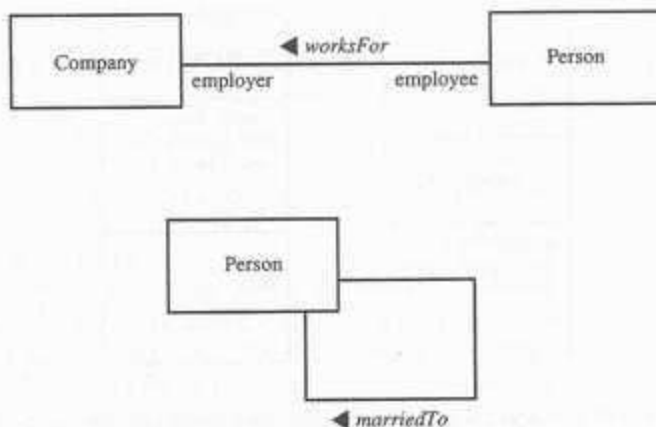 ◀ worksFor
Company
Person
employer
employee
Person
◀ marriedTo